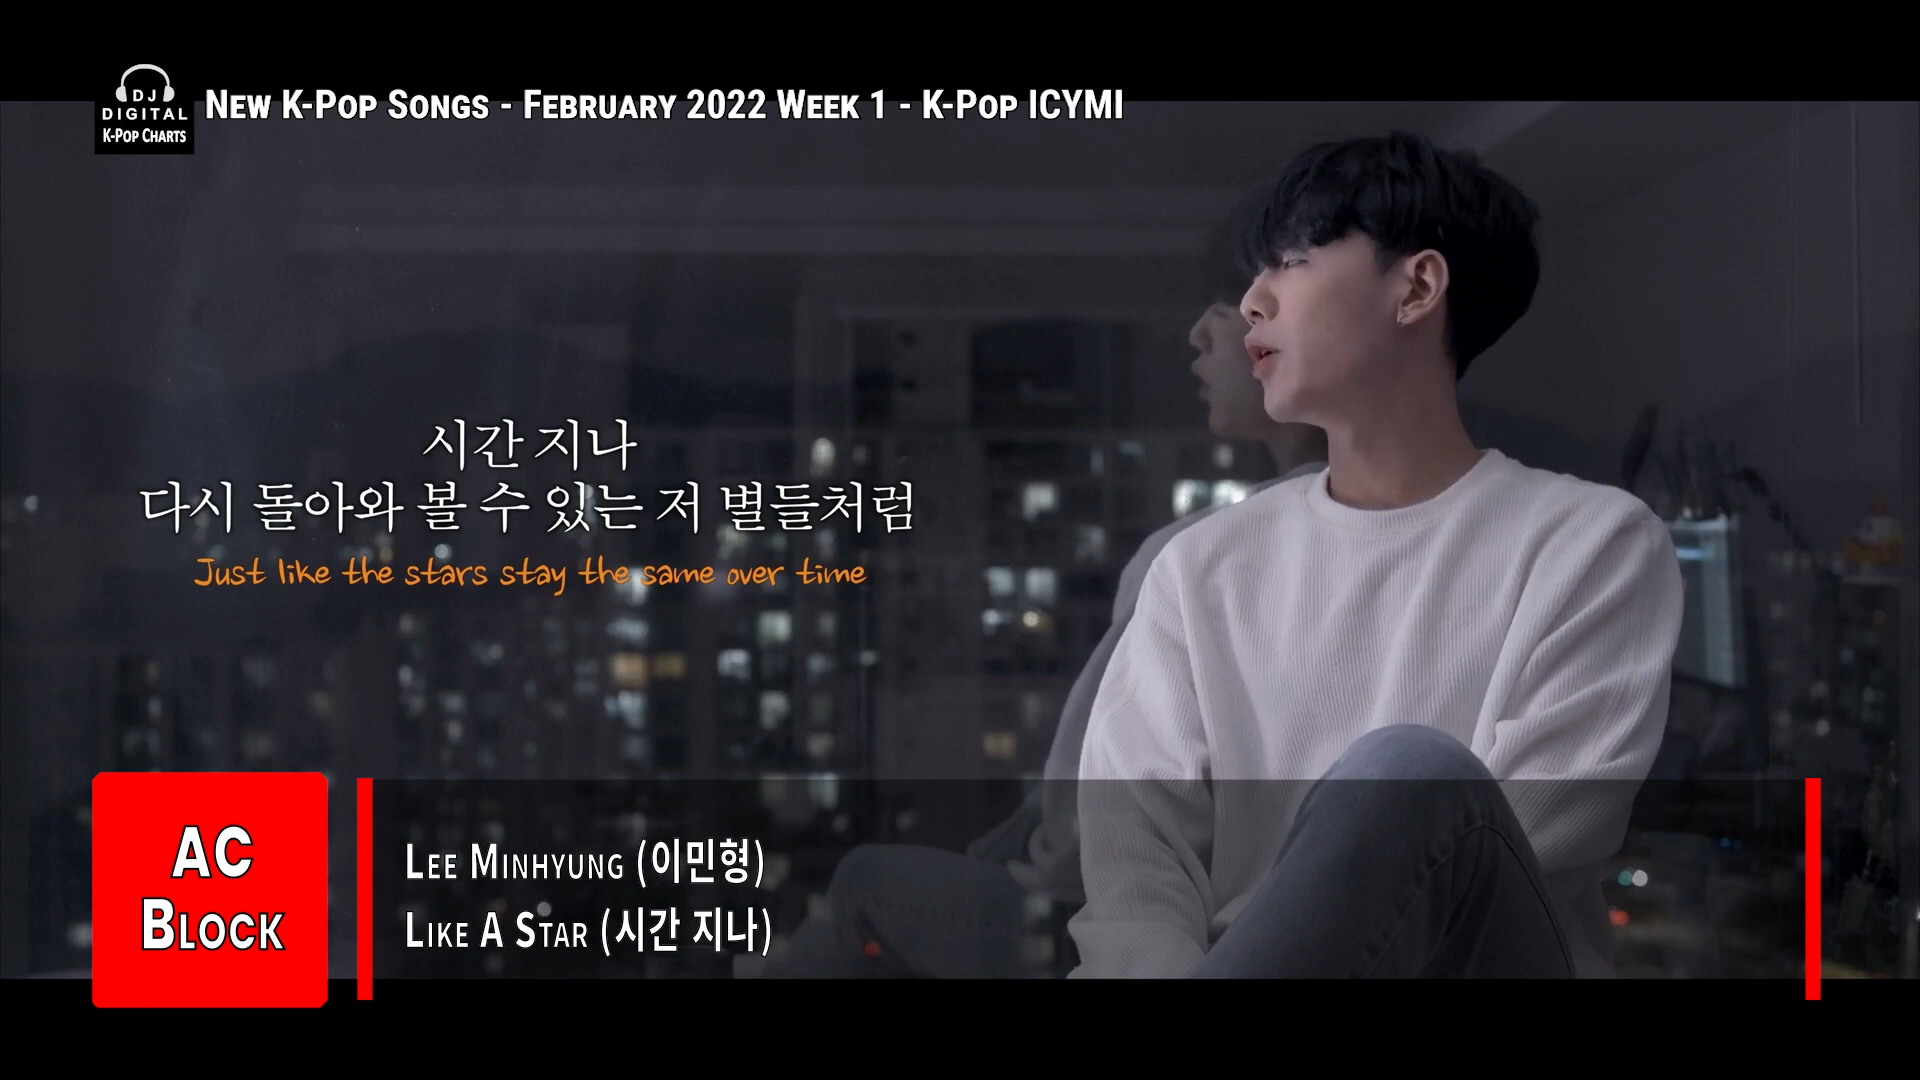 DJ
DIGITAL
K-Pop Charts
New K-Pop Songs - February 2022 Week 1 - K-Pop ICYMI
시간 지나
다시 돌아와 볼 수 있는 저 별들처럼
Just like the stars stay the same over time
AC
Block
Lee Minhyung (이민형)
Like A Star (시간 지나)